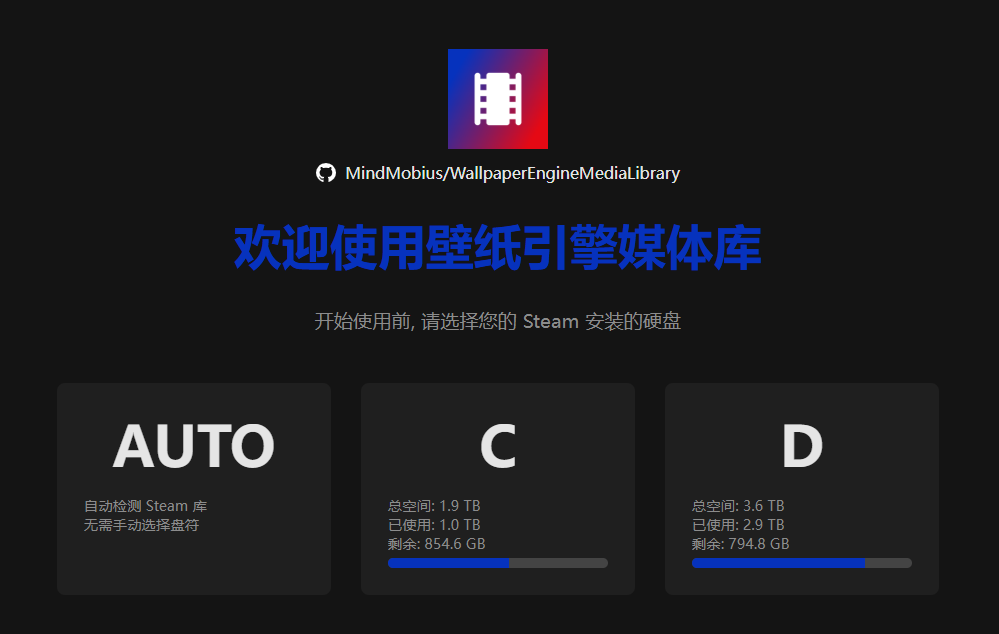 MindMobius/WallpaperEngineMediaLibrary
欢迎使用壁纸引擎媒体库
开始使用前, 请选择您的 Steam 安装的硬盘
AUTO
自动检测 Steam 库
无需手动选择盘符
C
总空间: 1.9 TB
已使用: 1.0 TB
剩余: 854.6 GB
D
总空间: 3.6 TB
已使用: 2.9 TB
剩余: 794.8 GB